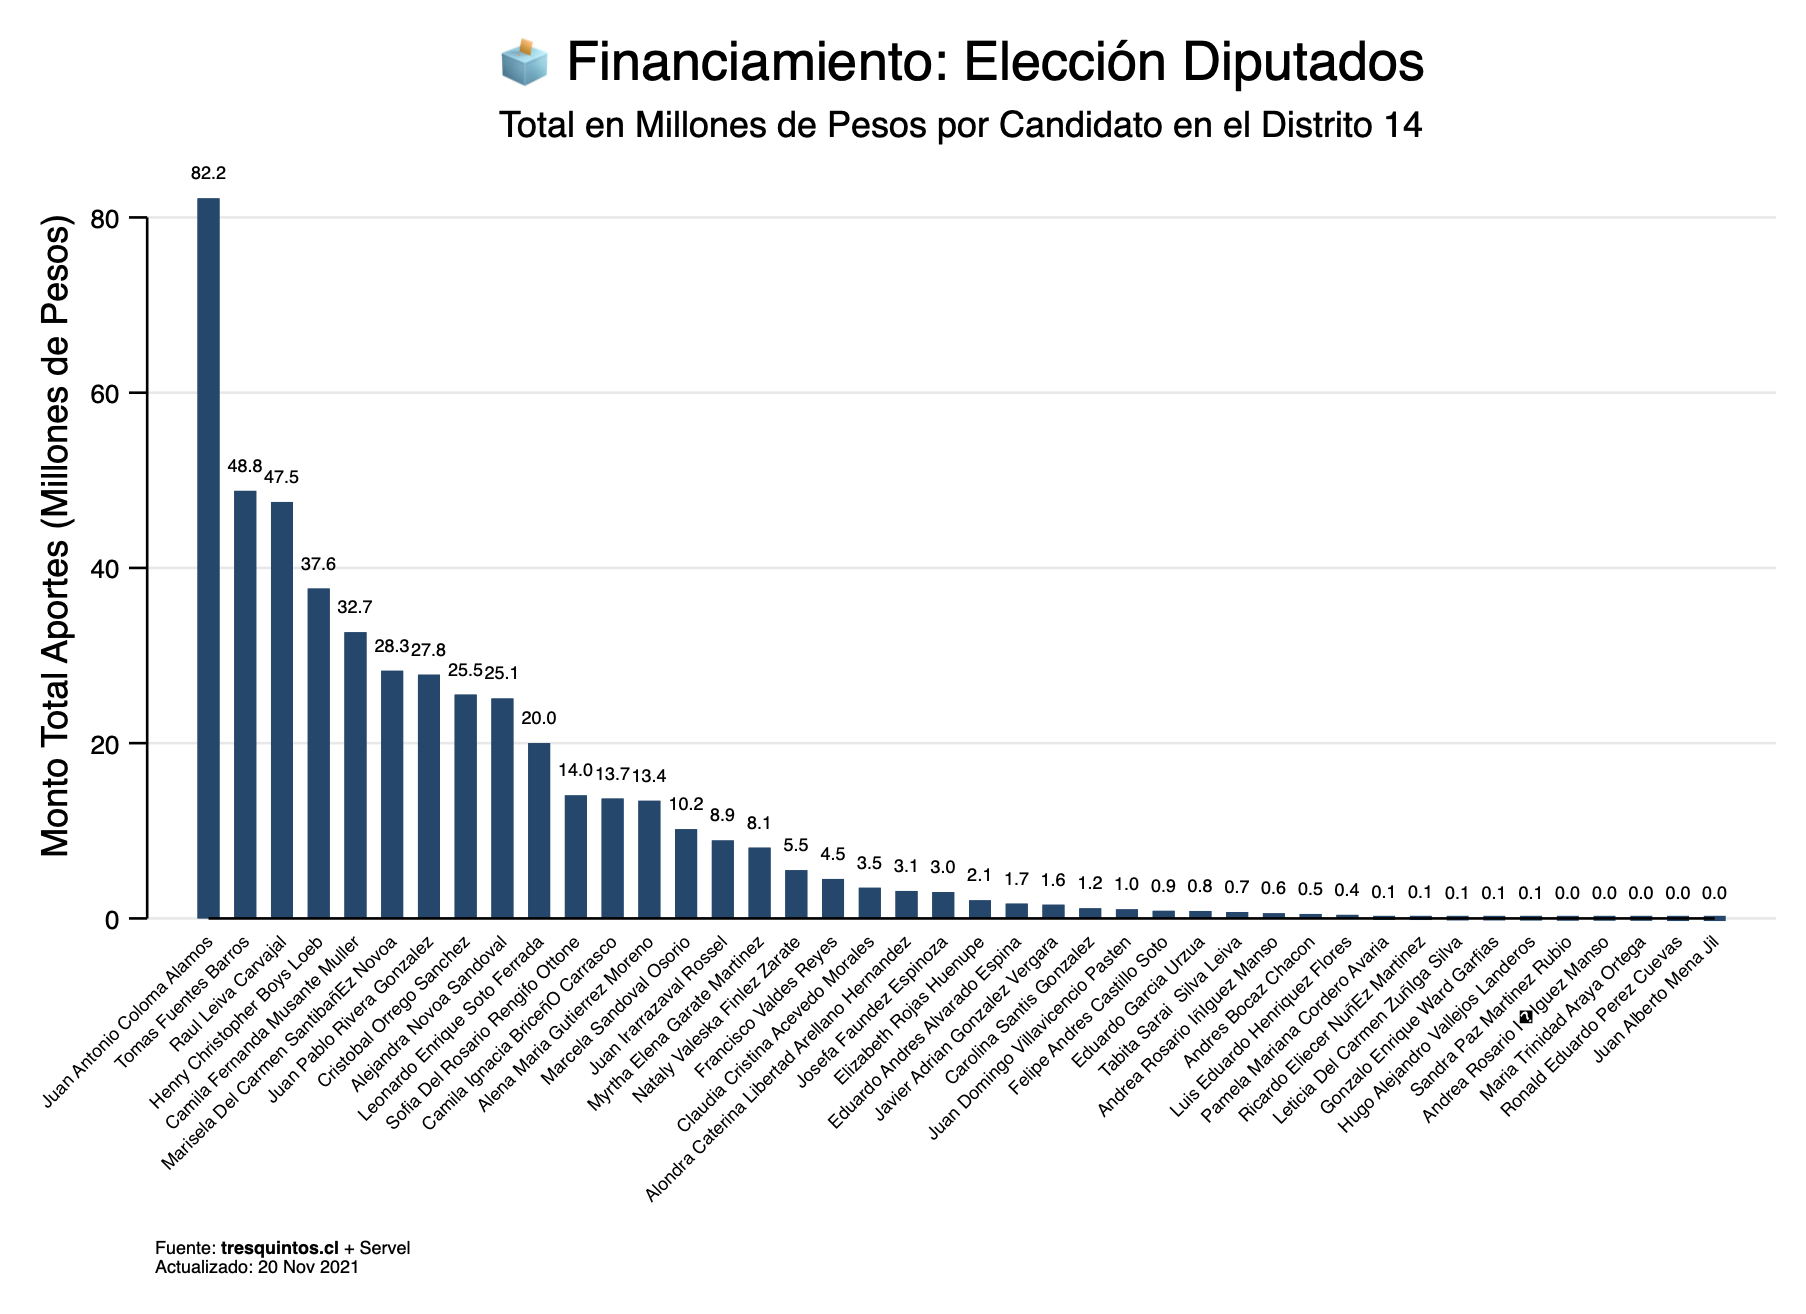 Financiamiento: Elección Diputados
Total en Millones de Pesos por Candidato en el Distrito 14
Monto Total Aportes (Millones de Pesos)
80
60
40
20
0
82.2
48.8
47.5
37.6
32.7
28.3
27.8
25.5
25.1
20.0
14.0
13.7
13.4
10.2
8.9
8.1
5.5
4.5
3.5
3.1
3.0
2.1
1.7
1.6
1.2
1.0
0.9
0.8
0.7
0.6
0.5
0.4
0.1
0.1
0.1
0.1
0.1
0.0
0.0
0.0
0.0
0.0
Juan Antonio Coloma Alamos
Tomas Fuentes Barros
Raul Leiva Carvajal
Henry Christopher Boys Loeb
Camila Fernanda Musante Muller
Marisela Del Carmen SantibañEz Novoa
Juan Pablo Rivera Gonzalez
Cristobal Orrego Sanchez
Alejandra Novoa Sandoval
Leonardo Enrique Soto Ferrada
Sofia Del Rosario Rengifo Ottone
Camila Ignacia BriceñO Carrasco
Alena Maria Gutierrez Moreno
Marcela Sandoval Osorio
Juan Irarrazaval Rossel
Myrtha Elena Garate Martinez
Nataly Valeska Finlez Zarate
Francisco Valdes Reyes
Claudia Cristina Acevedo Morales
Alondra Caterina Libertad Arellano Hernandez
Josefa Faundez Espinoza
Elizabeth Rojas Huenupe
Eduardo Andres Alvarado Espina
Javier Adrian Gonzalez Vergara
Carolina Santis Gonzalez
Juan Domingo Villavicencio Pasten
Felipe Andres Castillo Soto
Eduardo Garcia Urzua
Tabita Sarai  Silva Leiva
Andrea Rosario IñIguez Manso
Andres Bocaz Chacon
Luis Eduardo Henriquez Flores
Pamela Mariana Cordero Avaria
Ricardo Eliecer NuñEz Martinez
Leticia Del Carmen Zuñiga Silva
Gonzalo Enrique Ward Garfias
Hugo Alejandro Vallejos Landeros
Sandra Paz Martinez Rubio
Andrea Rosario I�Iguez Manso
Maria Trinidad Araya Ortega
Ronald Eduardo Perez Cuevas
Juan Alberto Mena Jil
Fuente: tresquintos.cl + Servel
Actualizado: 20 Nov 2021